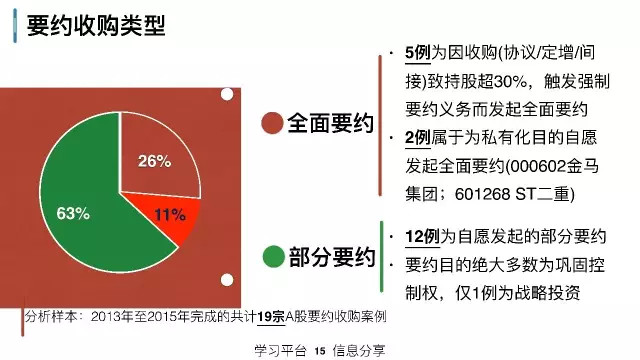 要约收购类型
26%
11%
63%
全面要约
· 5例为因收购(协议/定增/间
接)致持股超30%，触发强制
要约义务而发起全面要约
· 2例属于为私有化目的自愿
发起全面要约(000602金马
集团；601268 ST二重)
部分要约
· 12例为自愿发起的部分要约
· 要约目的绝大多数为巩固控
制权，仅1例为战略投资
分析样本：2013年至2015年完成的共计19宗A股要约收购案例
学习平台 15 信息分享